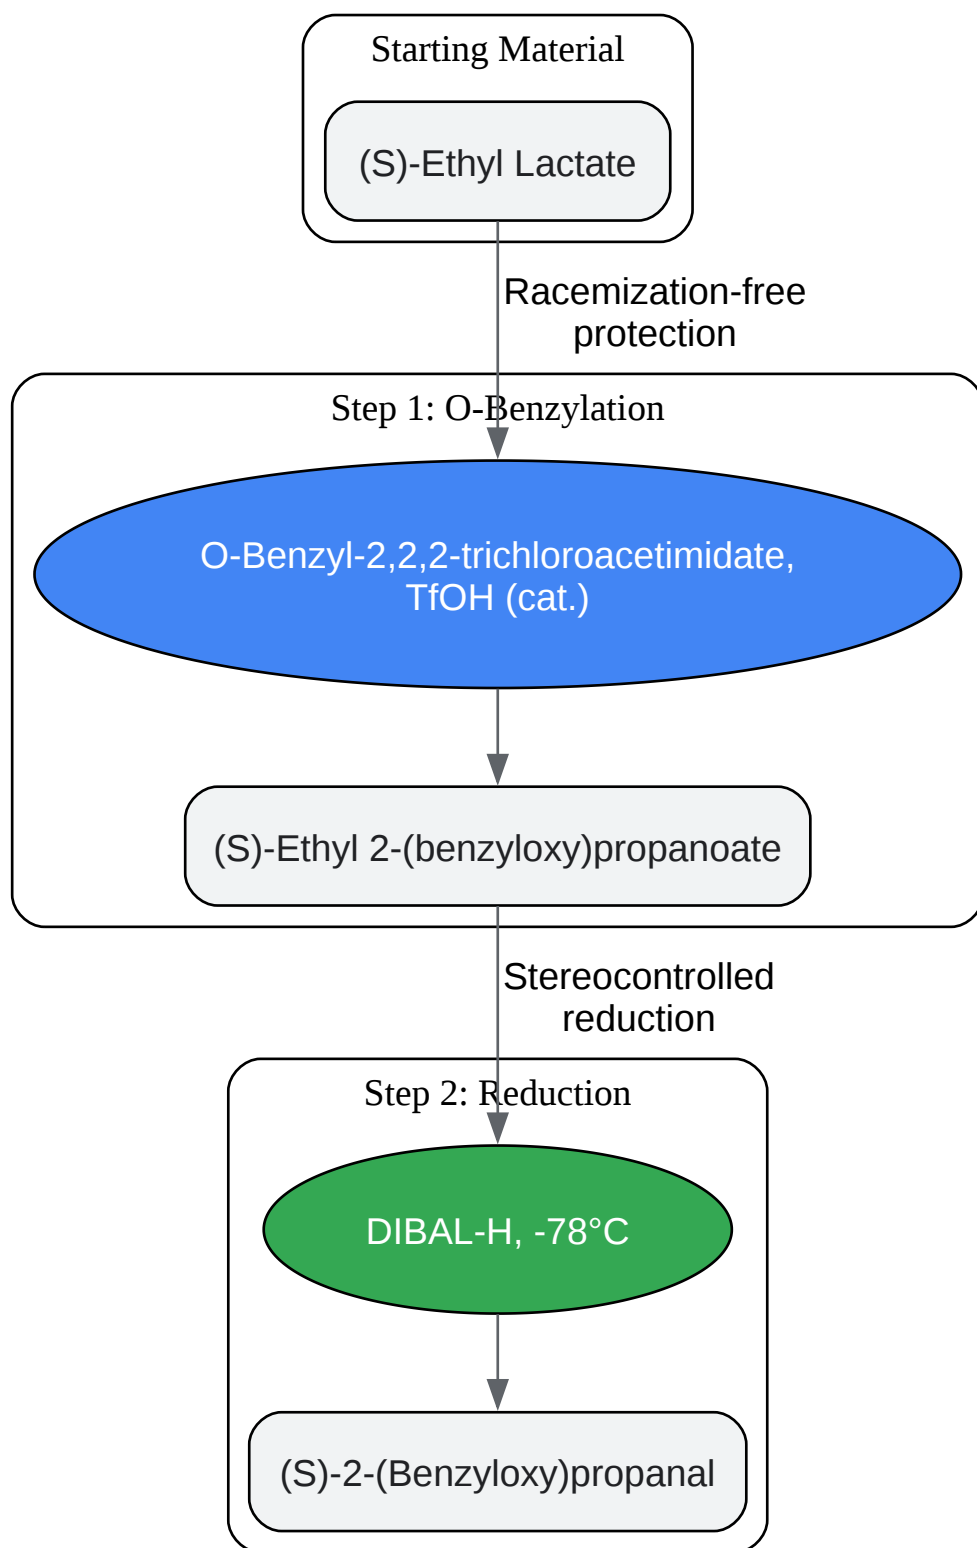 Starting Material
(S)-Ethyl Lactate
Racemization-free
protection
Step 1: O-Benzylation
O-Benzyl-2,2,2-trichloroacetimidate,
TfOH (cat.)
(S)-Ethyl 2-(benzyloxy)propanoate
Stereocontrolled
reduction
Step 2: Reduction
DIBAL-H, -78°C
(S)-2-(Benzyloxy)propanal